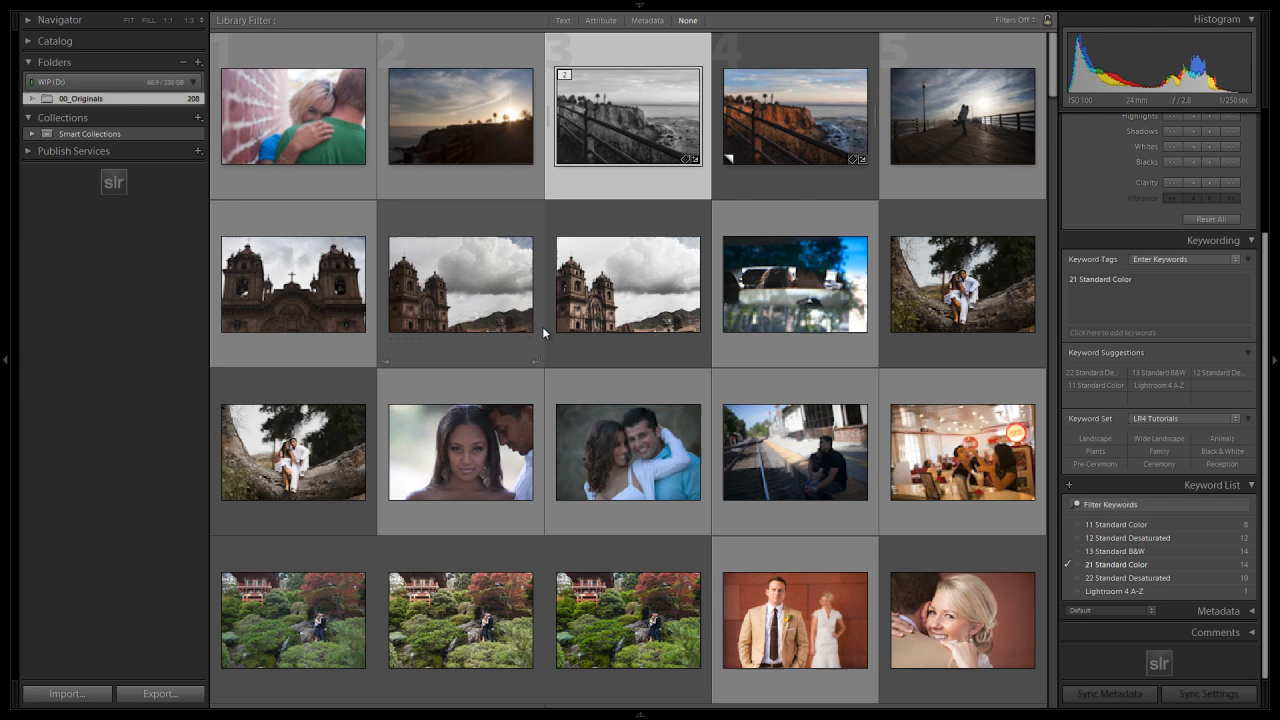 Navigator FIT FILL 1:1 1:3
Catalog
Folders
WIP (D:) 68.9 / 238 GB
00_Originals 208
Collections
Smart Collections
Publish Services
slr
Import... Export...
Library Filter : Text Attribute Metadata None Filters Off
1 2 3 4 5
2
Histogram
ISO 100 24 mm ƒ / 2.8 1/250 sec
Highlights
Shadows
Whites
Blacks
Clarity
Vibrance
Reset All
Keywording
Keyword Tags Enter Keywords
21 Standard Color
Click here to add keywords
Keyword Suggestions
22 Standard De... 13 Standard B&W 12 Standard De...
11 Standard Color Lightroom 4 A-Z
Keyword Set LR4 Tutorials
Landscape Wide Landscape Animals
Plants Family Black & White
Pre-Ceremony Ceremony Reception
Keyword List
Filter Keywords
11 Standard Color 8
12 Standard Desaturated 12
13 Standard B&W 14
21 Standard Color 14
22 Standard Desaturated 10
Lightroom 4 A-Z 1
Default Metadata
Comments
slr
Sync Metadata Sync Settings